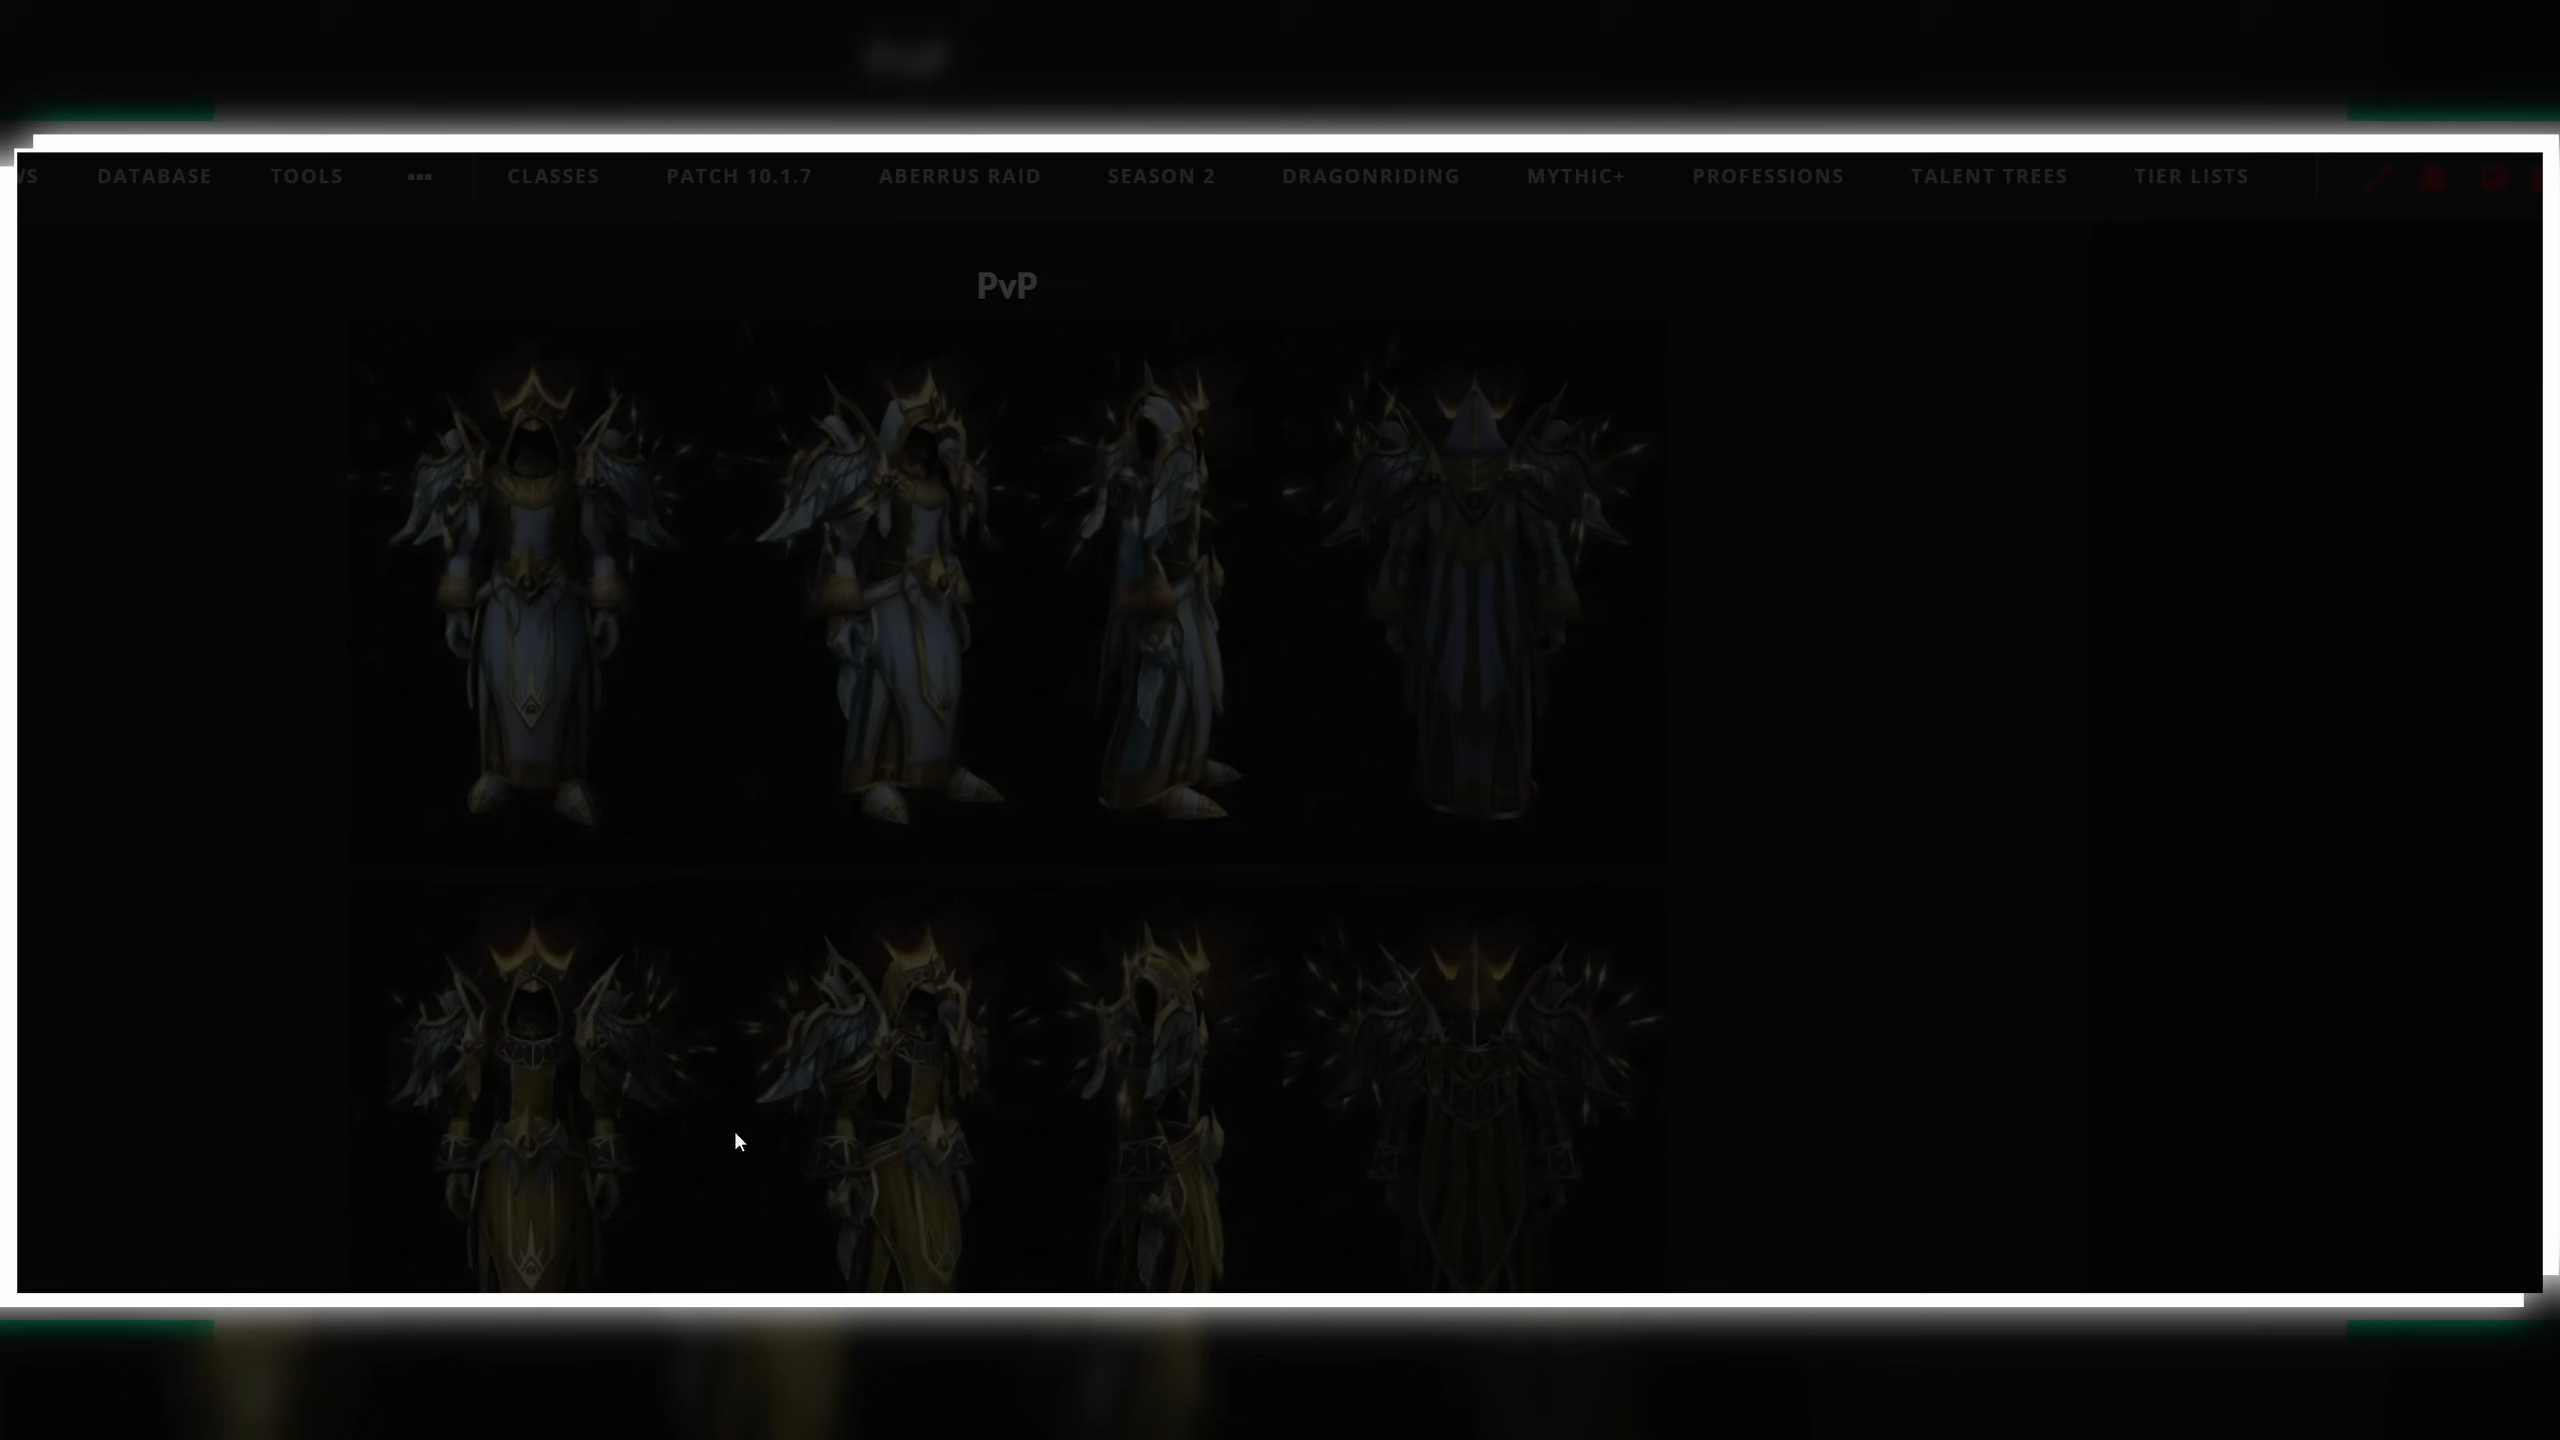 WS DATABASE TOOLS ▪▪▪ CLASSES PATCH 10.1.7 ABERRUS RAID SEASON 2 DRAGONRIDING MYTHIC+ PROFESSIONS TALENT TREES TIER LISTS
PvP